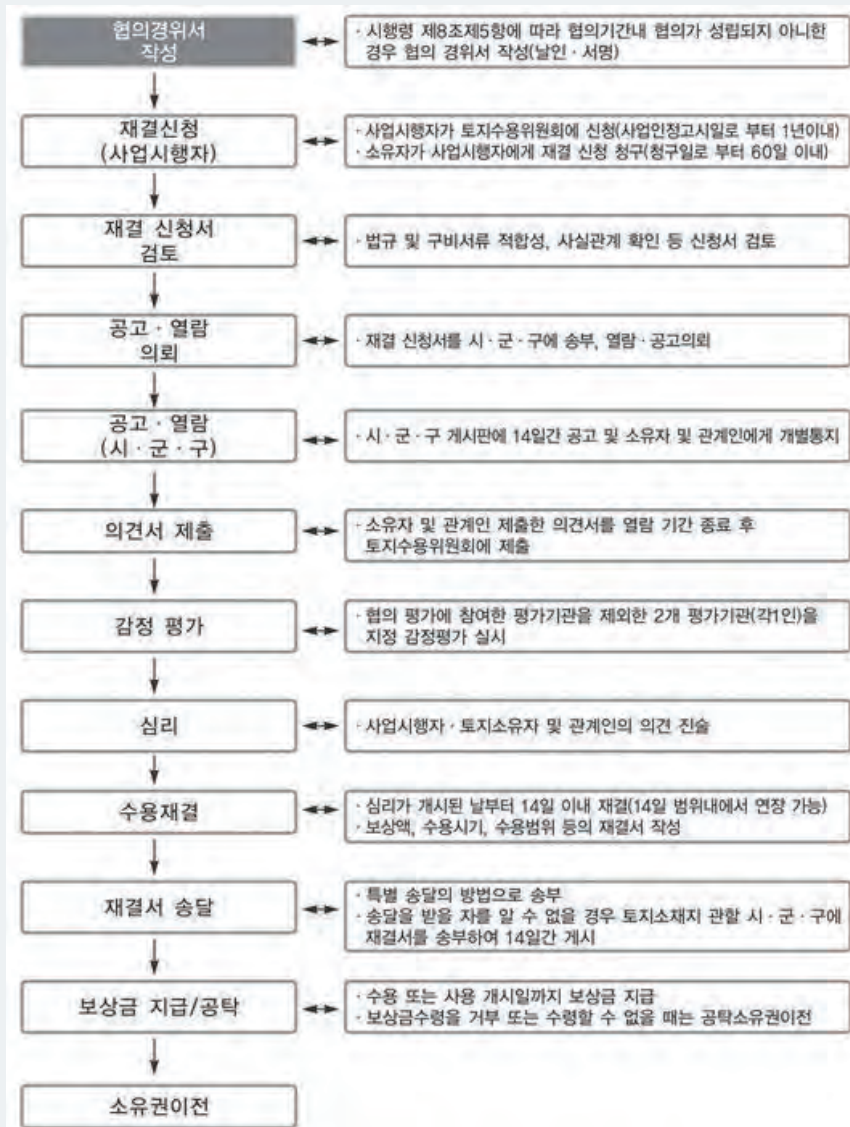 협의경위서
작성
· 시행령 제8조제5항에 따라 협의기간내 협의가 성립되지 아니한
경우 협의 경위서 작성(날인 · 서명)
재결신청
(사업시행자)
· 사업시행자가 토지수용위원회에 신청(사업인정고시일로 부터 1년이내)
· 소유자가 사업시행자에게 재결 신청 청구(청구일로 부터 60일 이내)
재결 신청서
검토
· 법규 및 구비서류 적합성, 사실관계 확인 등 신청서 검토
공고 · 열람
의뢰
· 재결 신청서를 시 · 군 · 구에 송부, 열람 · 공고의뢰
공고 · 열람
(시 · 군 · 구)
· 시 · 군 · 구 게시판에 14일간 공고 및 소유자 및 관계인에게 개별통지
의견서 제출
· 소유자 및 관계인 제출한 의견서를 열람 기간 종료 후
토지수용위원회에 제출
감정 평가
· 협의 평가에 참여한 평가기관을 제외한 2개 평가기관(각1인)을
지정 감정평가 실시
심리
· 사업시행자 · 토지소유자 및 관계인의 의견 진술
수용재결
· 심리가 개시된 날부터 14일 이내 재결(14일 범위내에서 연장 가능)
· 보상액, 수용시기, 수용범위 등의 재결서 작성
재결서 송달
· 특별 송달의 방법으로 송부
· 송달을 받을 자를 알 수 없을 경우 토지소재지 관할 시 · 군 · 구에
재결서를 송부하여 14일간 게시
보상금 지급/공탁
· 수용 또는 사용 개시일까지 보상금 지급
· 보상금수령을 거부 또는 수령할 수 없을 때는 공탁소유권이전
소유권이전